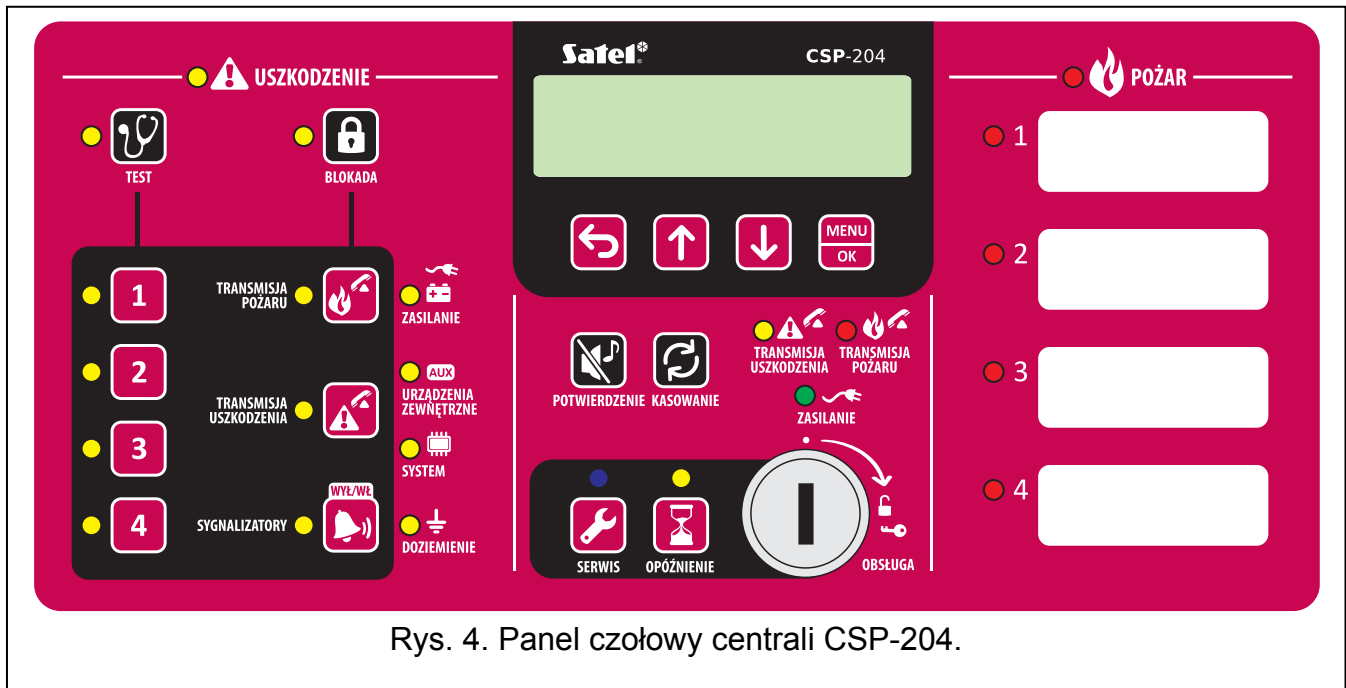 USZKODZENIE
TEST
BLOKADA
1
2
3
4
TRANSMISJA
POŻARU
TRANSMISJA
USZKODZENIA
WYŁ/WŁ
SYGNALIZATORY
ZASILANIE
AUX
URZĄDZENIA
ZEWNĘTRZNE
SYSTEM
DOZIEMIENIE
Satel®
CSP-204
MENU
OK
POTWIERDZENIE
KASOWANIE
TRANSMISJA
USZKODZENIA
TRANSMISJA
POŻARU
ZASILANIE
SERWIS
OPÓŹNIENIE
OBSŁUGA
POŻAR
1
2
3
4
Rys. 4. Panel czołowy centrali CSP-204.